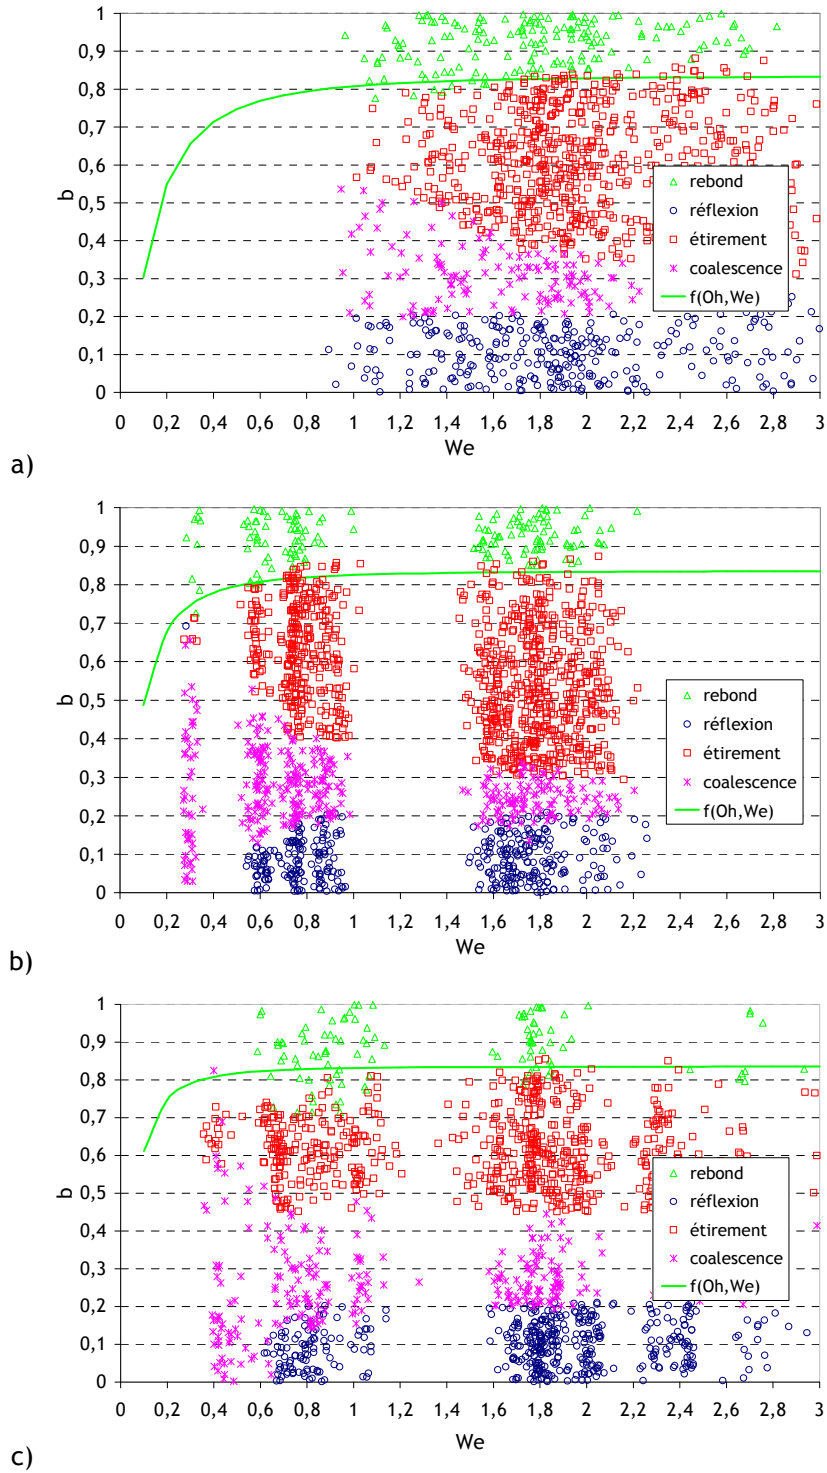 1
0,9
0,8
0,7
0,6
b
0,5
0,4
0,3
0,2
0,1
0
rebond
réflexion
étirement
coalescence
f(Oh,We)
0 0,2 0,4 0,6 0,8 1 1,2 1,4 1,6 1,8 2 2,2 2,4 2,6 2,8 3
We
a)
1
0,9
0,8
0,7
0,6
b
0,5
0,4
0,3
0,2
0,1
0
rebond
réflexion
étirement
coalescence
f(Oh,We)
0 0,2 0,4 0,6 0,8 1 1,2 1,4 1,6 1,8 2 2,2 2,4 2,6 2,8 3
We
b)
1
0,9
0,8
0,7
0,6
b
0,5
0,4
0,3
0,2
0,1
0
rebond
réflexion
étirement
coalescence
f(Oh,We)
0 0,2 0,4 0,6 0,8 1 1,2 1,4 1,6 1,8 2 2,2 2,4 2,6 2,8 3
We
c)